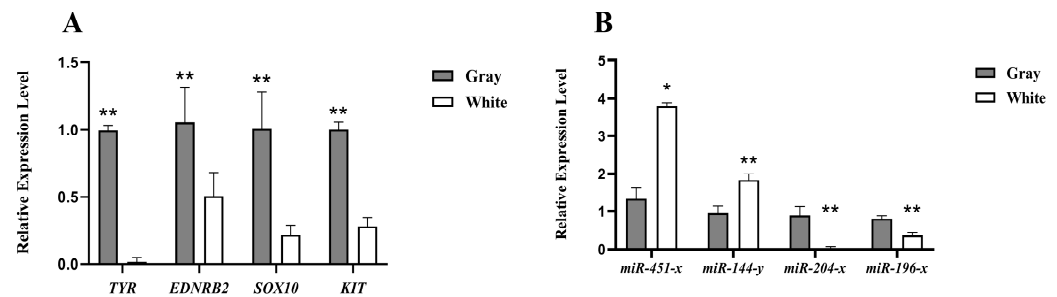 A
Relative Expression Level
1.5
1.0
0.5
0.0
** ** ** **
TYR EDNRB2 SOX10 KIT
Gray
White
B
Relative Expression Level
5
4
3
2
1
0
* ** ** **
miR-451-x miR-144-y miR-204-x miR-196-x
Gray
White